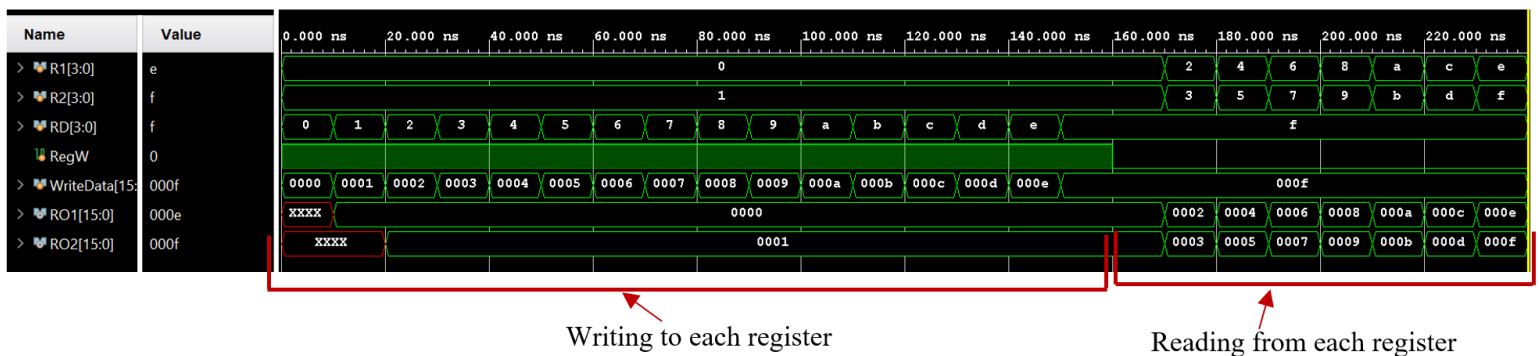 Name Value 0.000 ns 20.000 ns 40.000 ns 60.000 ns 80.000 ns 100.000 ns 120.000 ns 140.000 ns 160.000 ns 180.000 ns 200.000 ns 220.000 ns
R1[3:0] e 0 2 4 6 8 a c e
R2[3:0] f 1 3 5 7 9 b d f
RD[3:0] f 0 1 2 3 4 5 6 7 8 9 a b c d e f
RegW 0
WriteData[15: 000f 0000 0001 0002 0003 0004 0005 0006 0007 0008 0009 000a 000b 000c 000d 000e 000f
RO1[15:0] 000e XXXX 0000 0002 0004 0006 0008 000a 000c 000e
RO2[15:0] 000f XXXX 0001 0003 0005 0007 0009 000b 000d 000f
Writing to each register Reading from each register